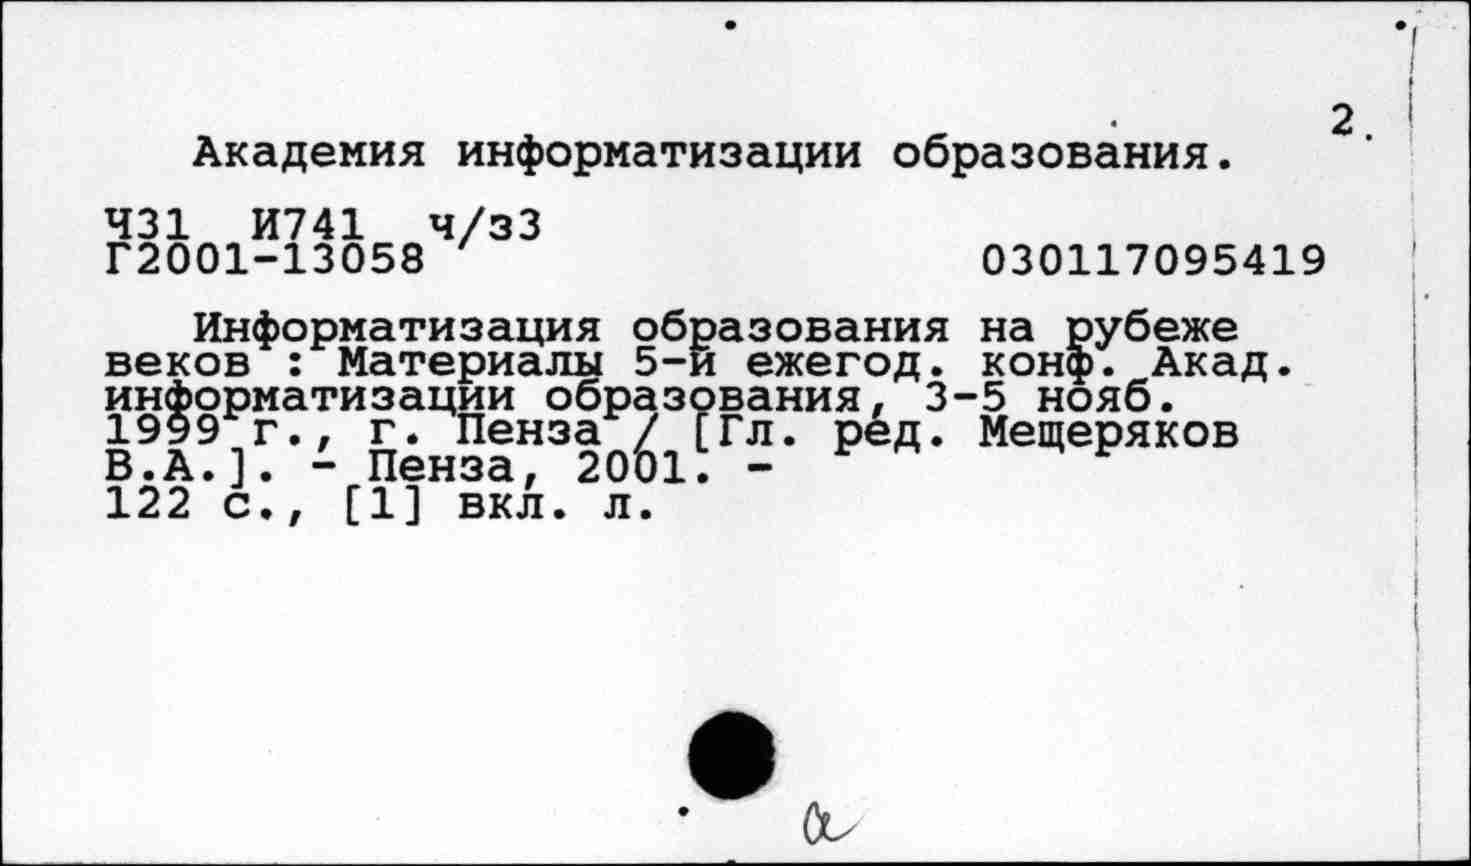 2.
Академия информатизации образования.
Ч31 И741 ч/з3
Г2001-13058 030117095419
Информатизация образования на рубеже
веков : Материалы 5-й ежегод. конф. Акад.
информатизации образования, 3-5 нояб.
1999 г., г. Пенза / [Гл. ред. Мещеряков
В.А.]. - Пенза, 2001. -
122 с., [1] вкл. л.
а